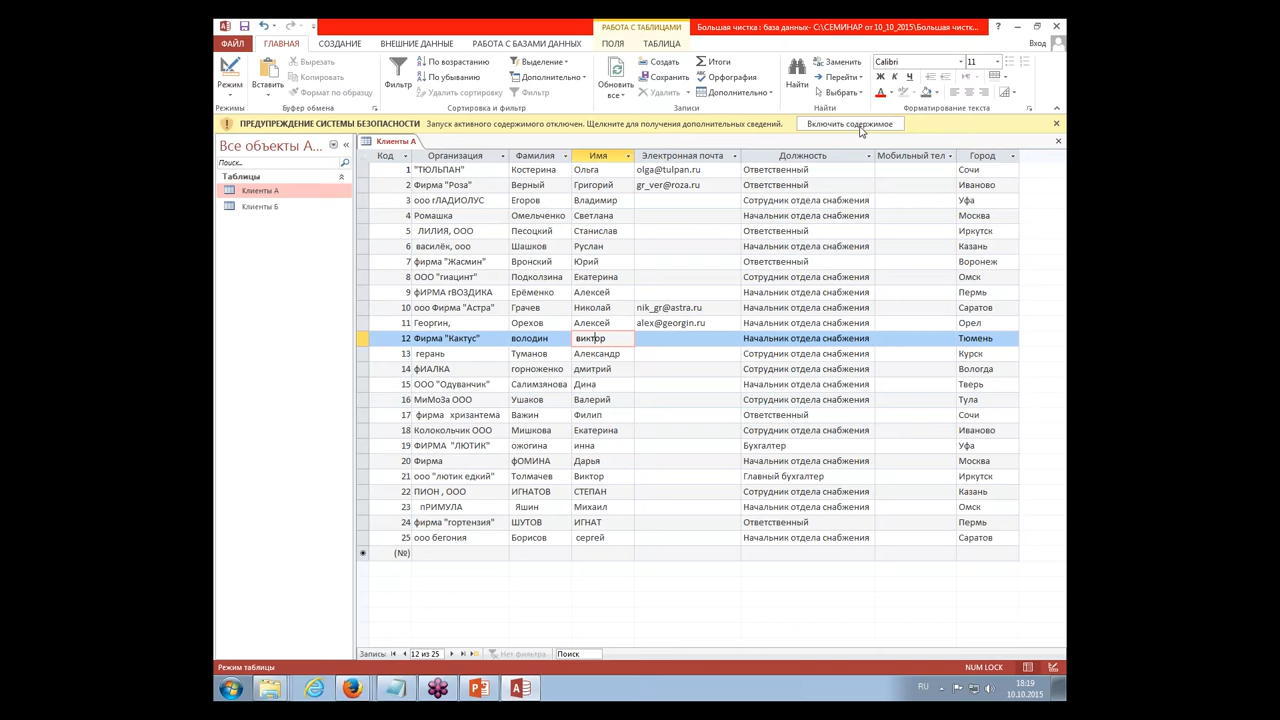 РАБОТА С ТАБЛИЦАМИ
Большая чистка : база данных- C:\СЕМИНАР от 10_10_2015\Большая чистк...
ФАЙЛ ГЛАВНАЯ СОЗДАНИЕ ВНЕШНИЕ ДАННЫЕ РАБОТА С БАЗАМИ ДАННЫХ ПОЛЯ ТАБЛИЦА Вход
Режим Вставить Вырезать Фильтр По возрастанию Выделение Обновить все Создать Итоги Найти Заменить Calibri 11
Копировать По убыванию Дополнительно Сохранить Орфография Перейти Ж К Ч
Формат по образцу Удалить сортировку Фильтр Удалить Дополнительно Выбрать
Режимы Буфер обмена Сортировка и фильтр Записи Найти Форматирование текста
ПРЕДУПРЕЖДЕНИЕ СИСТЕМЫ БЕЗОПАСНОСТИ Запуск активного содержимого отключен. Щелкните для получения дополнительных сведений. Включить содержимое
Все объекты A...
Поиск...
Таблицы
Клиенты А
Клиенты Б
Клиенты А
Код Организация Фамилия Имя Электронная почта Должность Мобильный тел Город
1 "ТЮЛЬПАН" Костерина Ольга olga@tulpan.ru Ответственный Сочи
2 Фирма "Роза" Верный Григорий gr_ver@roza.ru Ответственный Иваново
3 ооо гЛАДИОЛУС Егоров Владимир Сотрудник отдела снабжения Уфа
4 Ромашка Омельченко Светлана Начальник отдела снабжения Москва
5 ЛИЛИЯ, ООО Песоцкий Станислав Ответственный Иркутск
6 василёк, ооо Шашков Руслан Начальник отдела снабжения Казань
7 фирма "Жасмин" Вронский Юрий Ответственный Воронеж
8 ООО "гиацинт" Подколзина Екатерина Сотрудник отдела снабжения Омск
9 фИРМА гВОЗДИКА Ерёменко Алексей Начальник отдела снабжения Пермь
10 ооо Фирма "Астра" Грачев Николай nik_gr@astra.ru Начальник отдела снабжения Саратов
11 Георгин, Орехов Алексей alex@georgin.ru Начальник отдела снабжения Орел
12 Фирма "Кактус" володин виктор Начальник отдела снабжения Тюмень
13 герань Туманов Александр Сотрудник отдела снабжения Курск
14 фИАЛКА горноженко дмитрий Сотрудник отдела снабжения Вологда
15 ООО "Одуванчик" Салимзянова Дина Начальник отдела снабжения Тверь
16 МиМоЗа ООО Ушаков Валерий Сотрудник отдела снабжения Тула
17 фирма хризантема Важин Филип Ответственный Сочи
18 Колокольчик ООО Мишкова Екатерина Сотрудник отдела снабжения Иваново
19 ФИРМА "ЛЮТИК" ожогина инна Бухгалтер Уфа
20 Фирма фОМИНА Дарья Начальник отдела снабжения Москва
21 ооо "лютик едкий" Толмачев Виктор Главный бухгалтер Иркутск
22 ПИОН , ООО ИГНАТОВ СТЕПАН Сотрудник отдела снабжения Казань
23 пРИМУЛА Яшин Михаил Начальник отдела снабжения Омск
24 фирма "гортензия" ШУТОВ ИГНАТ Ответственный Пермь
25 ооо бегония Борисов сергей Начальник отдела снабжения Саратов
(№)
Запись: 12 из 25 Нет фильтра Поиск
Режим таблицы NUM LOCK
RU 18:19
10.10.2015